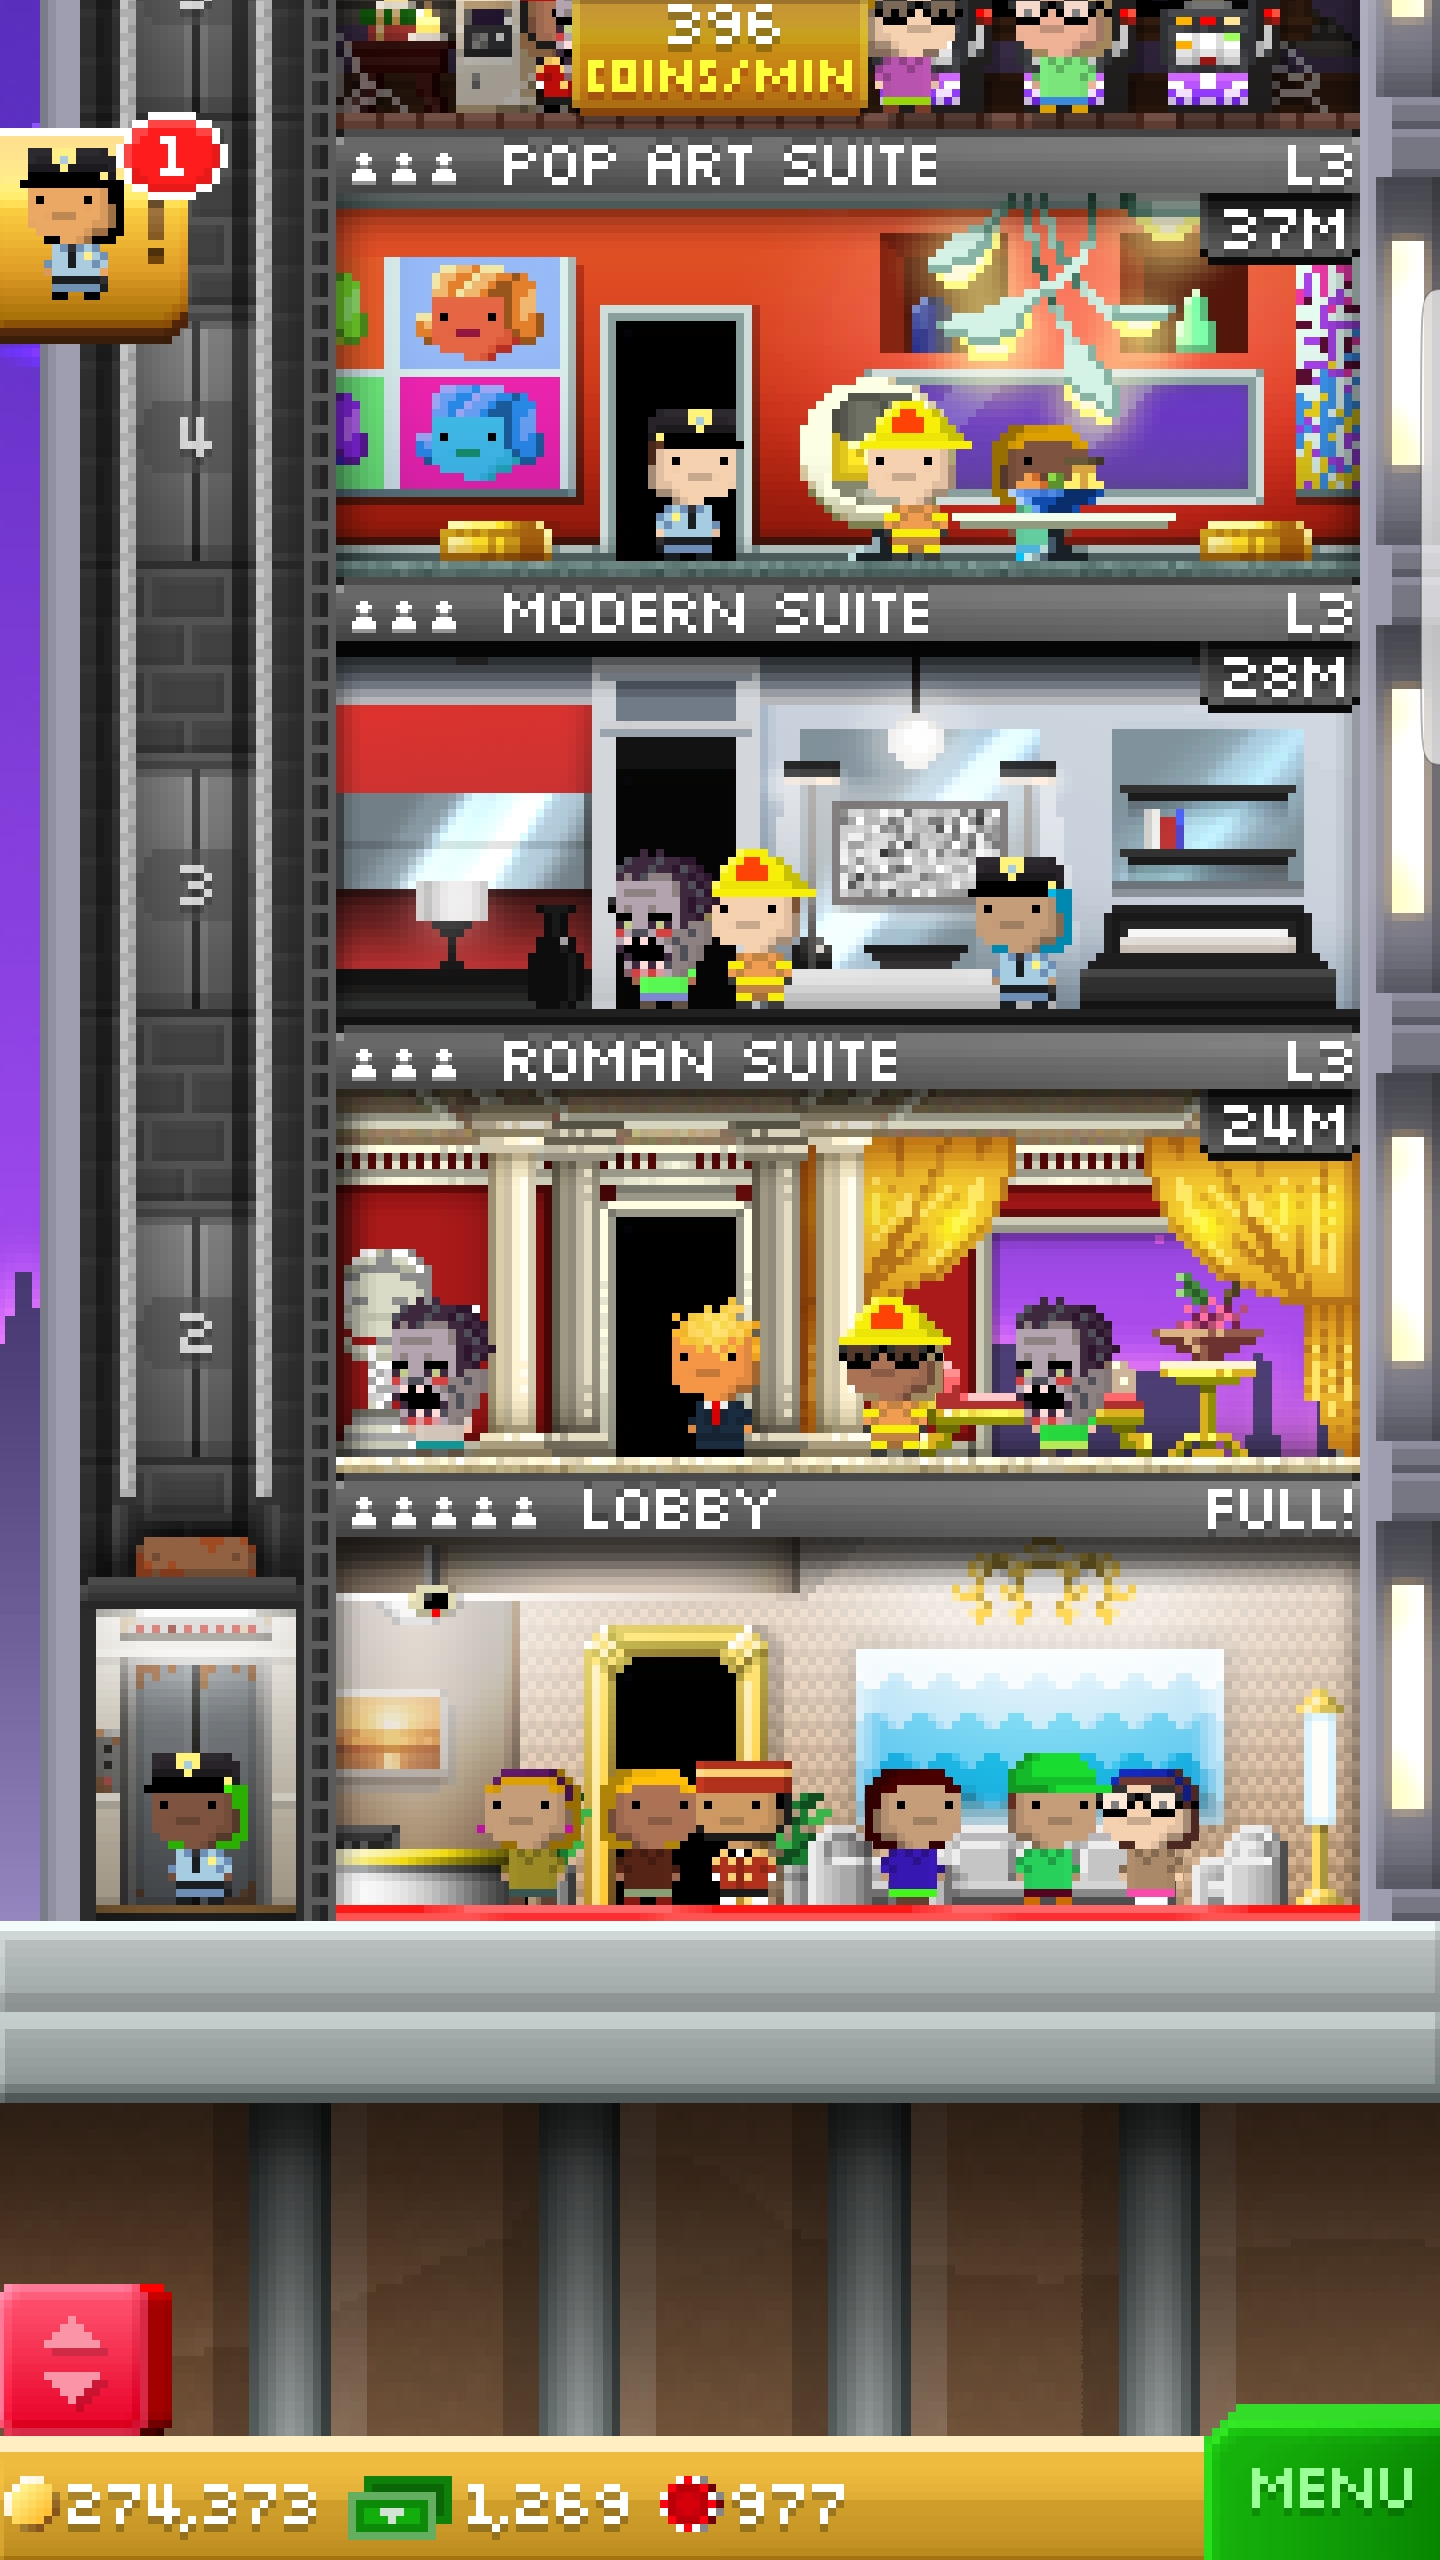 396
COINS/MIN
1
POP ART SUITE L3
37M
4
MODERN SUITE L3
28M
3
ROMAN SUITE L3
24M
2
LOBBY FULL!
274,373 1,269 977
MENU